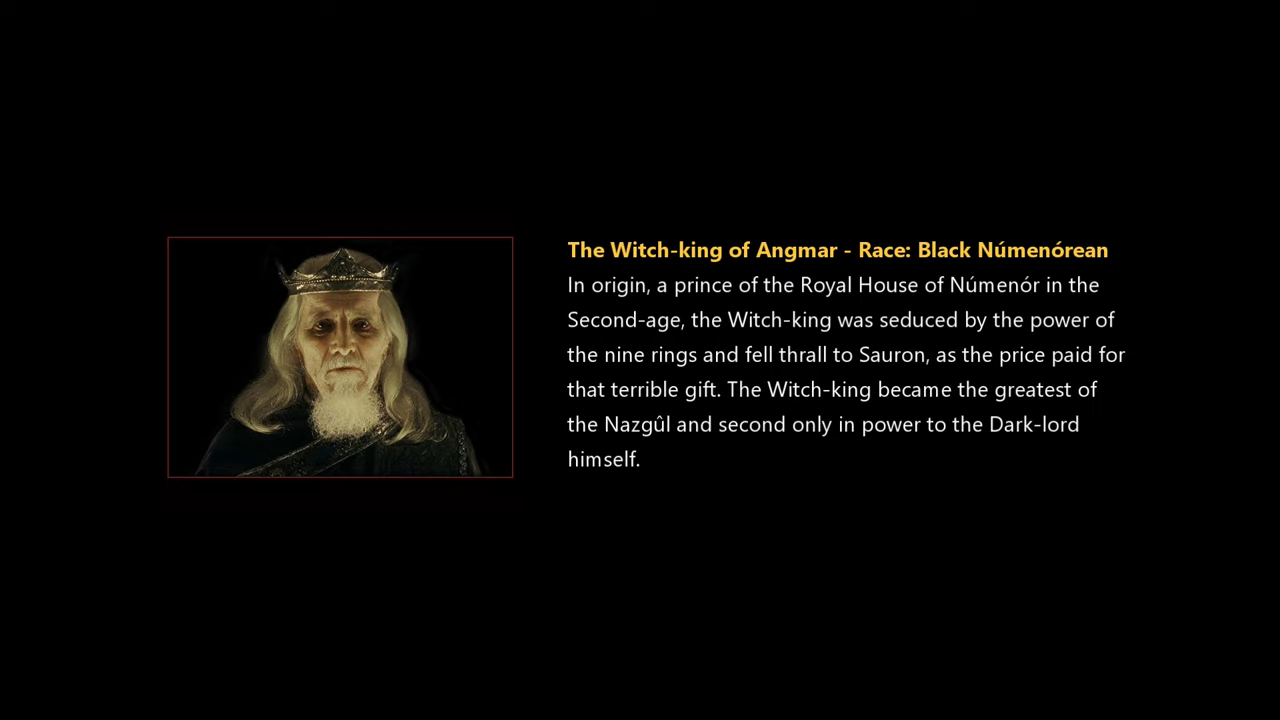 The Witch-king of Angmar - Race: Black Númenórean
In origin, a prince of the Royal House of Númenór in the
Second-age, the Witch-king was seduced by the power of
the nine rings and fell thrall to Sauron, as the price paid for
that terrible gift. The Witch-king became the greatest of
the Nazgûl and second only in power to the Dark-lord
himself.